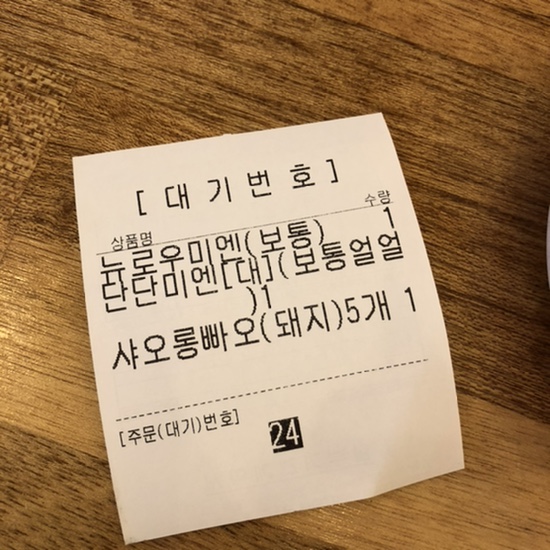 [ 대 기 번 호 ]
상품명 수량
뉴로우미엔(보통) 1
단단미엔[대](보통얼얼
)1
샤오롱빠오(돼지)5개 1
[주문(대기)번호] 24